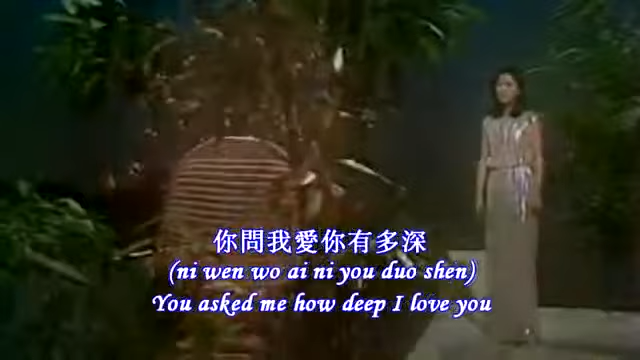 你問我愛你有多深
(ni wen wo ai ni you duo shen)
You asked me how deep I love you